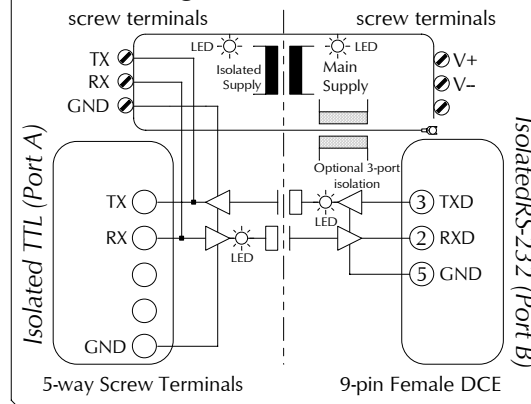 screw terminals
screw terminals
LED
LED
TX
Isolated
Supply
Main
Supply
V+
RX
V--
GND
Isolated TTL (Port A)
IsolatedRS-232 (Port B)
Optional 3-port
isolation
TX
3 TXD
LED
RX
2 RXD
LED
5 GND
GND
5-way Screw Terminals
9-pin Female DCE